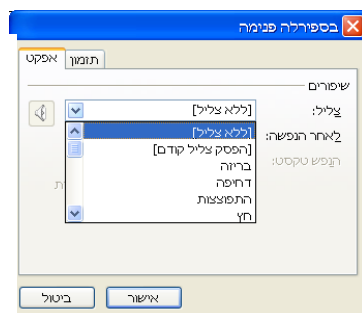 בספירלה פנימה
אפקט תזמון
שיפורים
צליל: [ללא צליל]
לאחר הנפשה: [ללא צליל]
[הפסק צליל קודם]
הנפש טקסט: בריזה
דחיפה
התפוצצות
חץ
אישור ביטול